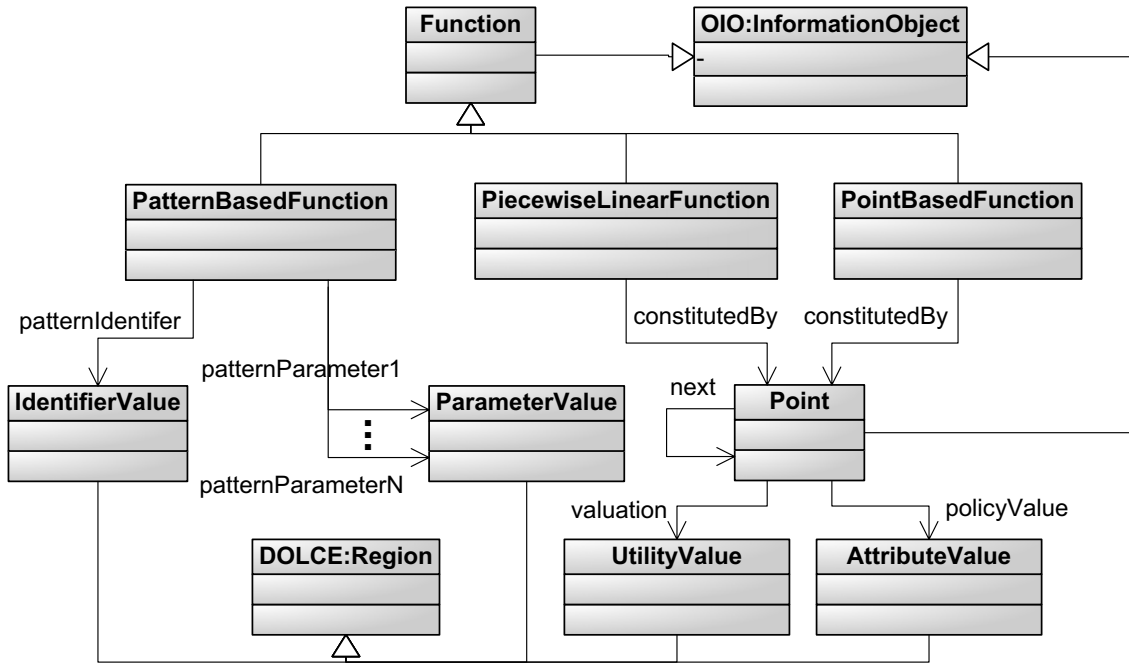 Function
OIO:InformationObject
-
PatternBasedFunction
PiecewiseLinearFunction
PointBasedFunction
patternIdentifer
constitutedBy
constitutedBy
patternParameter1
next
IdentifierValue
ParameterValue
Point
patternParameterN
valuation
policyValue
DOLCE:Region
UtilityValue
AttributeValue